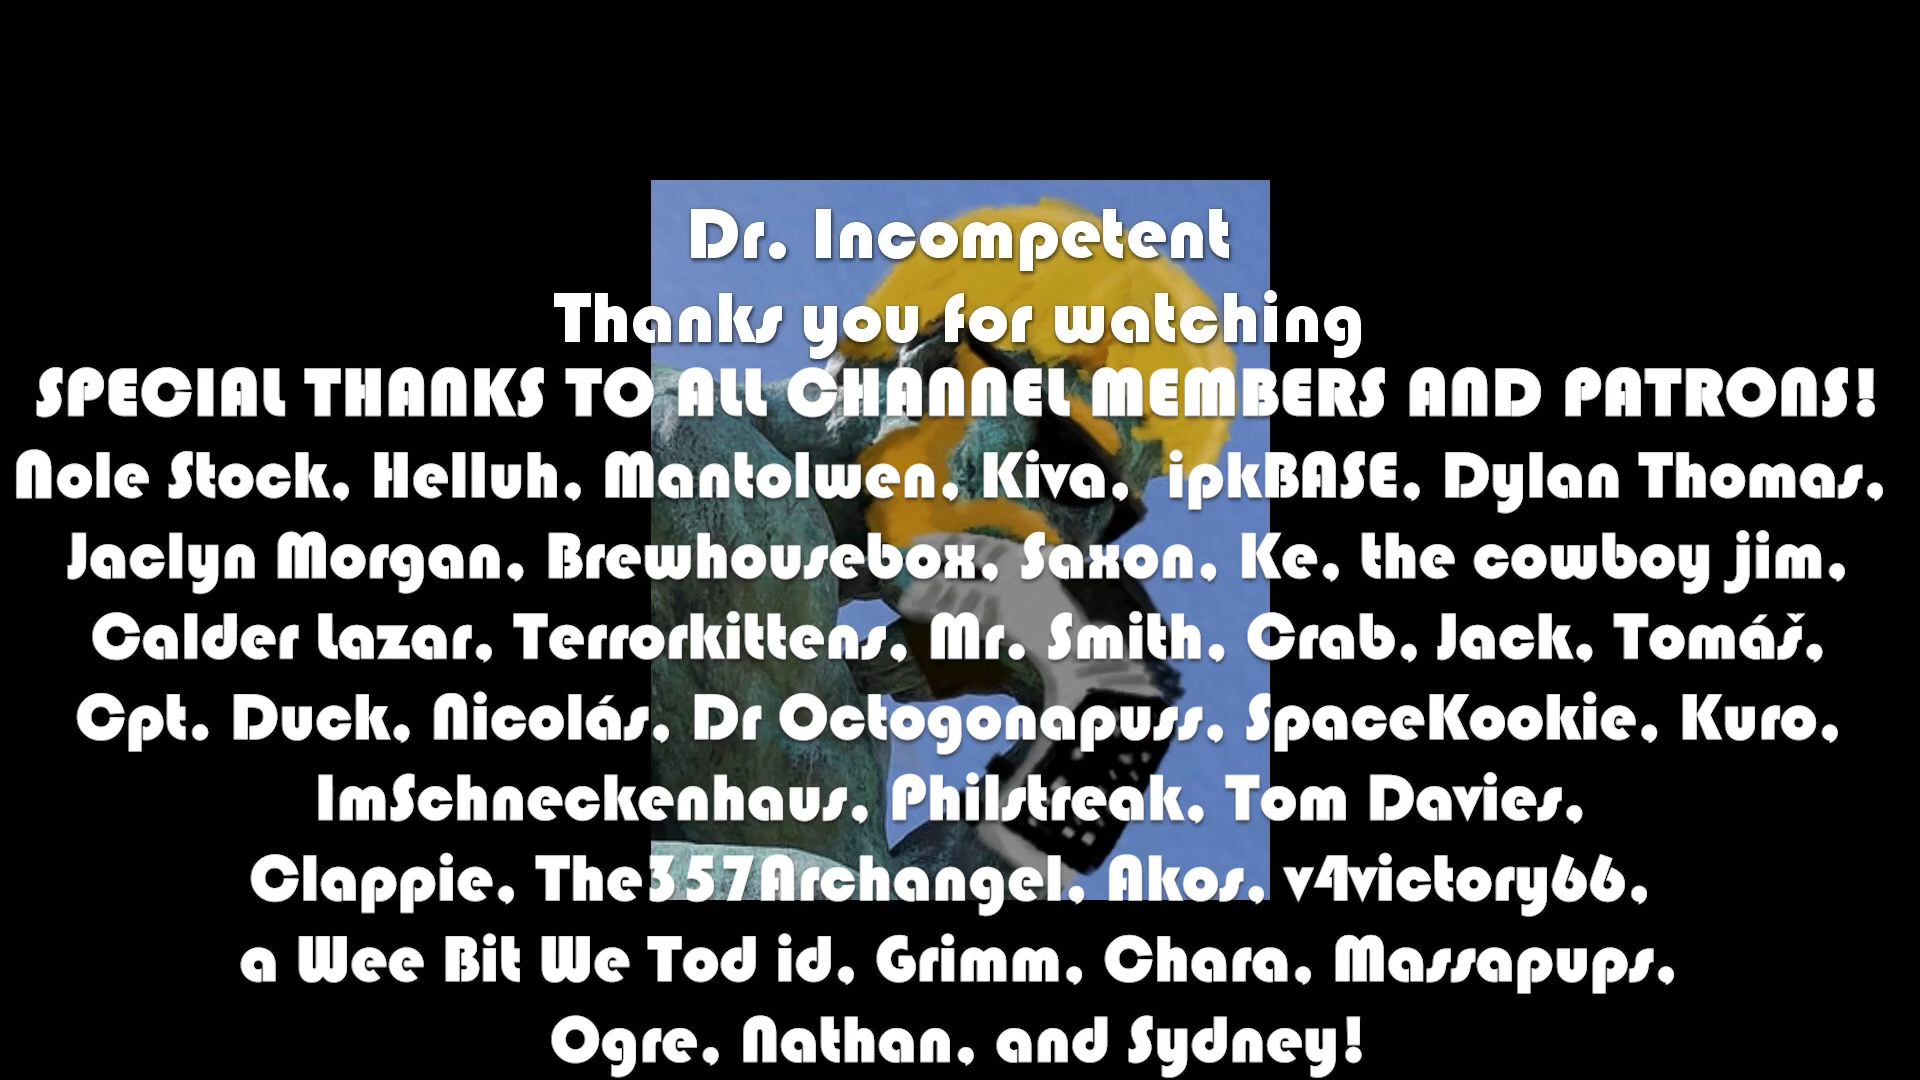 Dr. Incompetent
Thanks you for watching
SPECIAL THANKS TO ALL CHANNEL MEMBERS AND PATRONS!
Nole Stock, Helluh, Mantolwen, Kiva, ipkBASE, Dylan Thomas,
Jaclyn Morgan, Brewhousebox, Saxon, Ke, the cowboy jim,
Calder Lazar, Terrorkittens, Mr. Smith, Crab, Jack, Tomáš,
Cpt. Duck, Nicolás, Dr Octogonapuss, SpaceKookie, Kuro,
ImSchneckenhaus, Philstreak, Tom Davies,
Clappie, The357Archangel, Akos, v4victory66,
a Wee Bit We Tod id, Grimm, Chara, Massapups,
Ogre, Nathan, and Sydney!